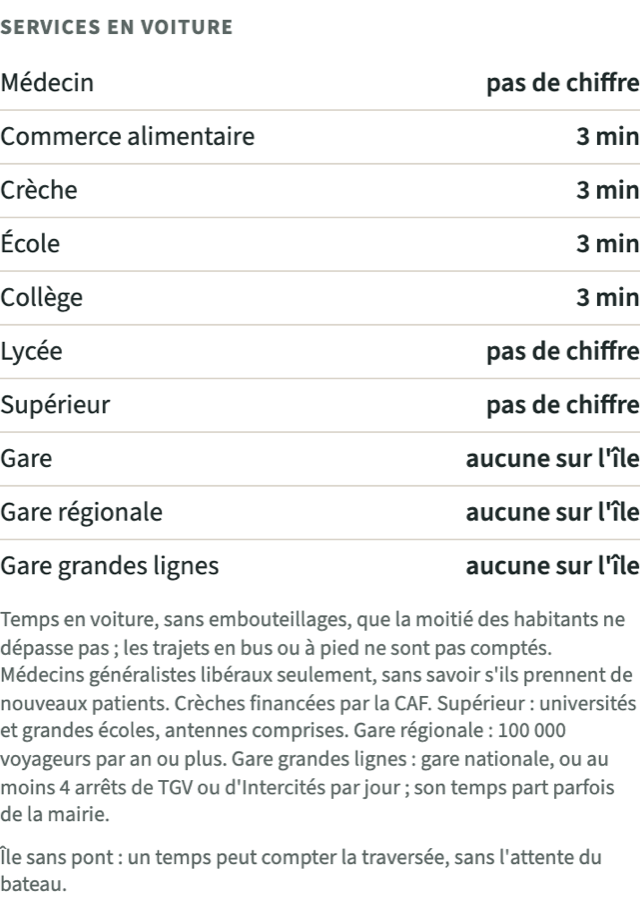 SERVICES EN VOITURE
Médecin pas de chiffre
Commerce alimentaire 3 min
Crèche 3 min
École 3 min
Collège 3 min
Lycée pas de chiffre
Supérieur pas de chiffre
Gare aucune sur l'île
Gare régionale aucune sur l'île
Gare grandes lignes aucune sur l'île
Temps en voiture, sans embouteillages, que la moitié des habitants ne
dépasse pas ; les trajets en bus ou à pied ne sont pas comptés.
Médecins généralistes libéraux seulement, sans savoir s'ils prennent de
nouveaux patients. Crèches financées par la CAF. Supérieur : universités
et grandes écoles, antennes comprises. Gare régionale : 100 000
voyageurs par an ou plus. Gare grandes lignes : gare nationale, ou au
moins 4 arrêts de TGV ou d'Intercités par jour ; son temps part parfois
de la mairie.
Île sans pont : un temps peut compter la traversée, sans l'attente du
bateau.